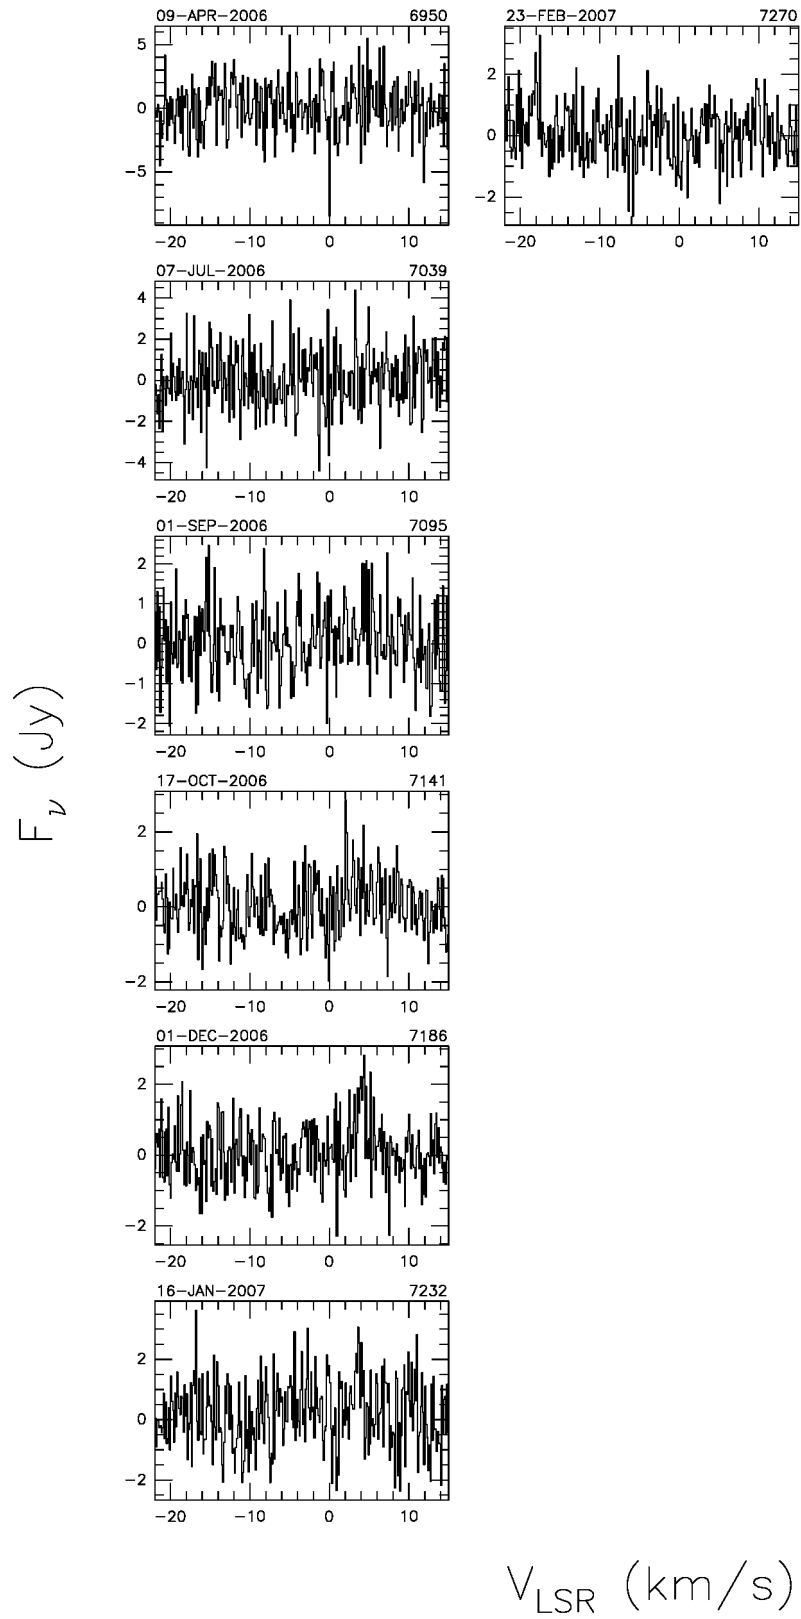 09-APR-2006 6950
5
0
-5
-20 -10 0 10
23-FEB-2007 7270
2
0
-2
-20 -10 0 10
07-JUL-2006 7039
4
2
0
-2
-4
-20 -10 0 10
01-SEP-2006 7095
2
1
0
-1
-2
-20 -10 0 10
17-OCT-2006 7141
2
0
-2
-20 -10 0 10
01-DEC-2006 7186
2
0
-2
-20 -10 0 10
16-JAN-2007 7232
2
0
-2
-20 -10 0 10
Fν (Jy)
VLSR (km/s)